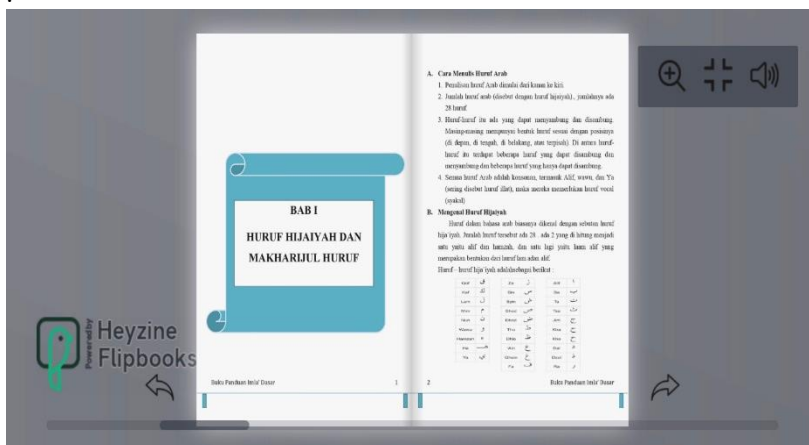 BAB I
HURUF HIJAIYAH DAN
MAKHARIJUL HURUF
Buku Panduan Imla' Dasar 1
A. Cara Menulis Huruf Arab
1. Penulisan huruf Arab dimulai dari kanan ke kiri.
2. Jumlah huruf arab (disebut dengan huruf hijaiyah), jumlahnya ada
28 huruf
3. Huruf-huruf itu ada yang dapat menyambung dan disambung.
Masing-masing mempunyai bentuk huruf sesuai dengan posisinya
(di depan, di tengah, di belakang, atau terpisah). Di antara huruf-
huruf itu terdapat beberapa huruf yang dapat disambung dan
menyambung dan beberapa huruf yang hanya dapat disambung.
4. Semua huruf Arab adalah konsonan, termasuk Alif, wawu, dan Ya
(sering disebut huruf illat), maka mereka memerlukan huruf vocal
(syakal)
B. Mengenal Huruf Hijaiyah
Huruf dalam bahasa arab biasanya dikenal dengan sebutan huruf
hija'iyah. Jumlah huruf tersebut ada 28. ada 2 yang di hitung menjadi
satu yaitu alif dan hamzah, dan satu lagi yaitu laam alif yang
merupakan bentukan dari huruf lam adan alif.
Huruf - huruf hija'iyah adalahsebagai berikut :
ق ز ا
ك س ب
ل ش ت
م ص ث
ن ض ج
و ط ح
ظ خ
ع د
ي غ ذ
Fa ف Ra ر
2 Buku Panduan Imla' Dasar
Powered by
Heyzine
Flipbooks